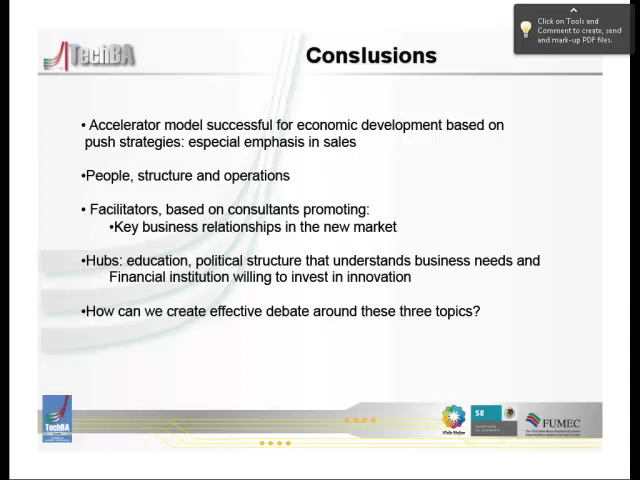 Click on Tools and
Comment to create, send
and mark-up PDF files.
TechBA
Conslusions
• Accelerator model successful for economic development based on
push strategies: especial emphasis in sales
•People, structure and operations
• Facilitators, based on consultants promoting:
•Key business relationships in the new market
•Hubs: education, political structure that understands business needs and
Financial institution willing to invest in innovation
•How can we create effective debate around these three topics?
TechBA
Vivir Mejor
SE
FUMEC